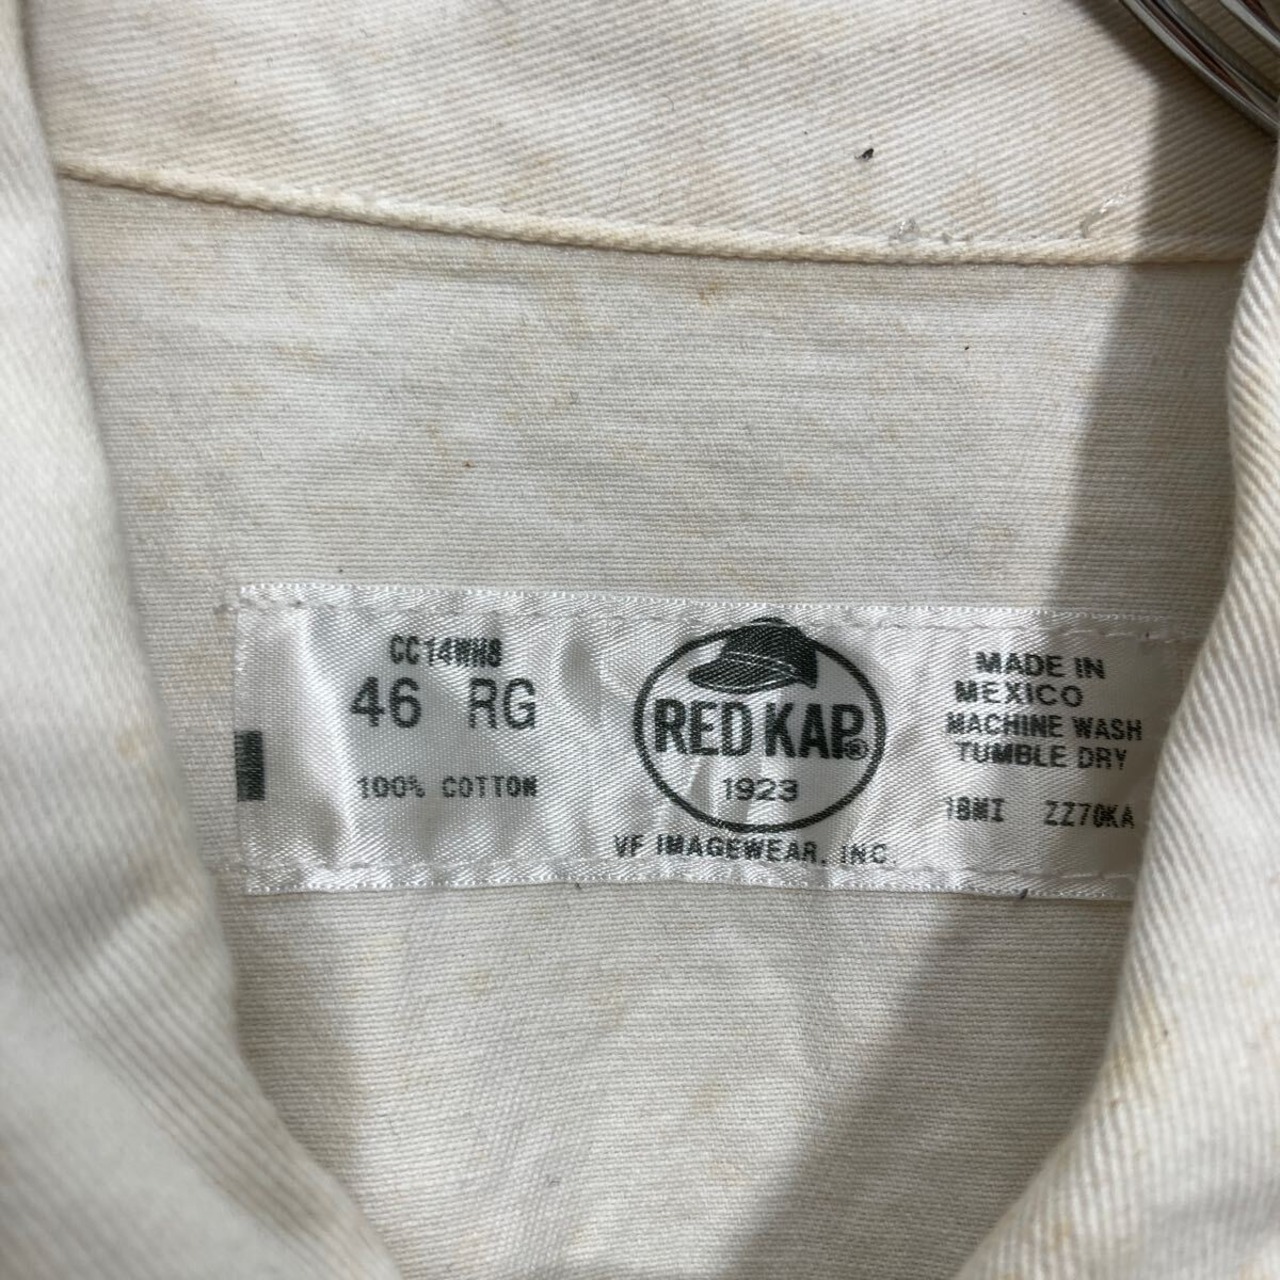 CC14WH8
46 RG
100% COTTON
RED KAP®
1923
VF IMAGEWEAR, INC.
MADE IN
MEXICO
MACHINE WASH
TUMBLE DRY
ZZ70KA